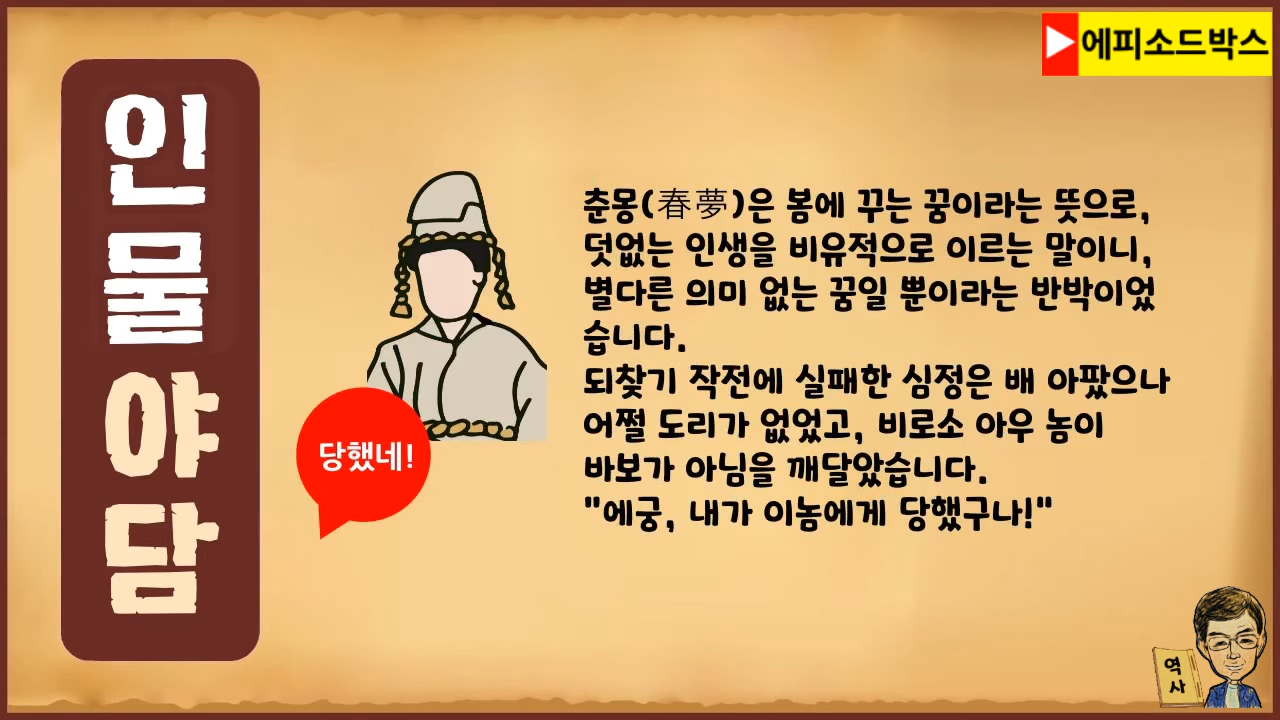 에피소드박스
인물야담
춘몽(春夢)은 봄에 꾸는 꿈이라는 뜻으로,
덧없는 인생을 비유적으로 이르는 말이니,
별다른 의미 없는 꿈일 뿐이라는 반박이었
습니다.
되찾기 작전에 실패한 심정은 배 아팠으나
어쩔 도리가 없었고, 비로소 아우 놈이
바보가 아님을 깨달았습니다.
"에궁, 내가 이놈에게 당했구나!"
당했네!
역
사